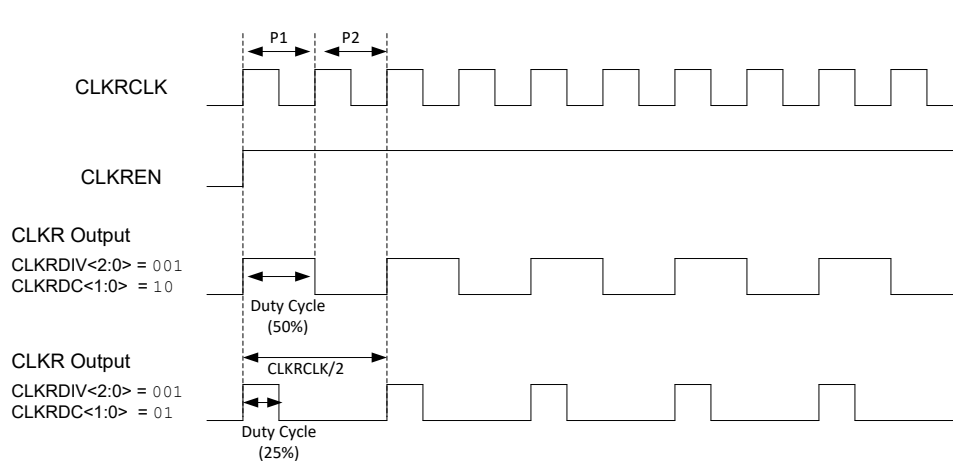 P1
P2
CLKRCLK
CLKREN
CLKR Output
CLKRDIV<2:0> = 001
CLKRDC<1:0> = 10
Duty Cycle
(50%)
CLKR Output
CLKRCLK/2
CLKRDIV<2:0> = 001
CLKRDC<1:0> = 01
Duty Cycle
(25%)